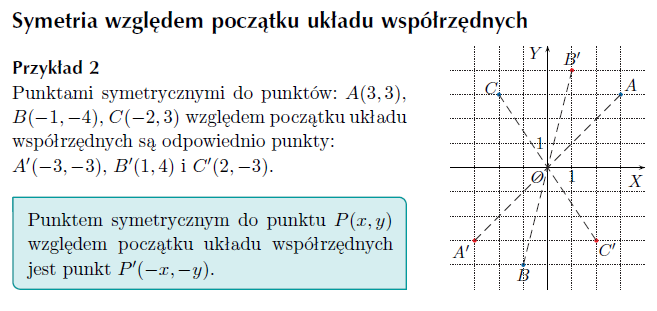 Symetria względem początku układu współrzędnych
Przykład 2
Punktami symetrycznymi do punktów: A(3, 3),
B(−1, −4), C(−2, 3) względem początku układu
współrzędnych są odpowiednio punkty:
A′(−3, −3), B′(1, 4) i C′(2, −3).
Punktem symetrycznym do punktu P(x, y)
względem początku układu współrzędnych
jest punkt P′(−x, −y).
Y
B′
C
A
1
O
1
X
A′
C′
B